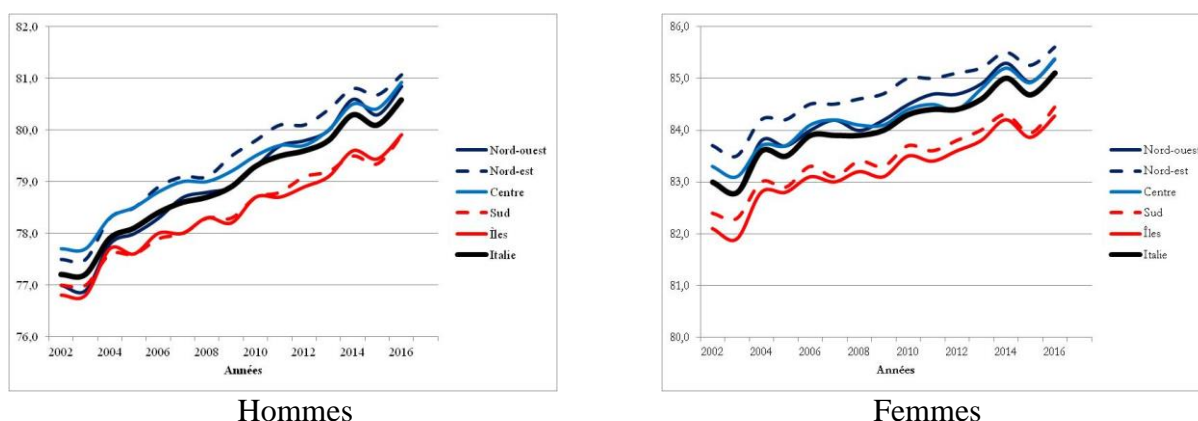 82,0
81,0
80,0
79,0
78,0
77,0
76,0
2002 2004 2006 2008 2010 2012 2014 2016
Années
Nord-ouest
Nord-est
Centre
Sud
Îles
Italie
Hommes
86,0
85,0
84,0
83,0
82,0
81,0
80,0
2002 2004 2006 2008 2010 2012 2014 2016
Années
Nord-ouest
Nord-est
Centre
Sud
Îles
Italie
Femmes